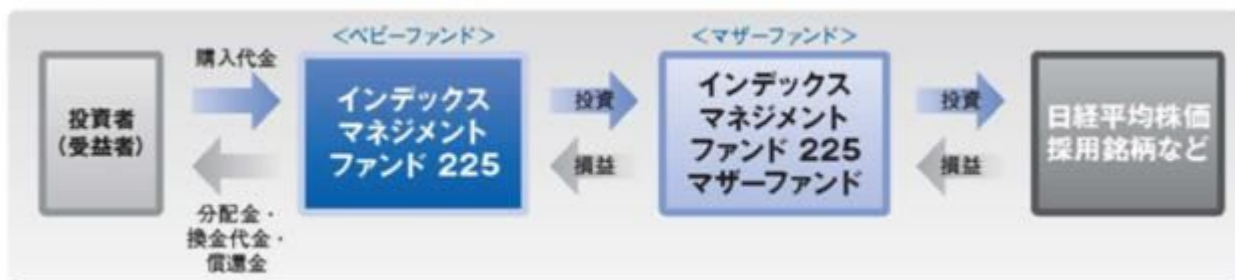 投資者
(受益者)
購入代金
分配金・
換金代金・
償還金
<ベビーファンド>
インデックス
マネジメント
ファンド 225
投資
損益
<マザーファンド>
インデックス
マネジメント
ファンド 225
マザーファンド
投資
損益
日経平均株価
採用銘柄など